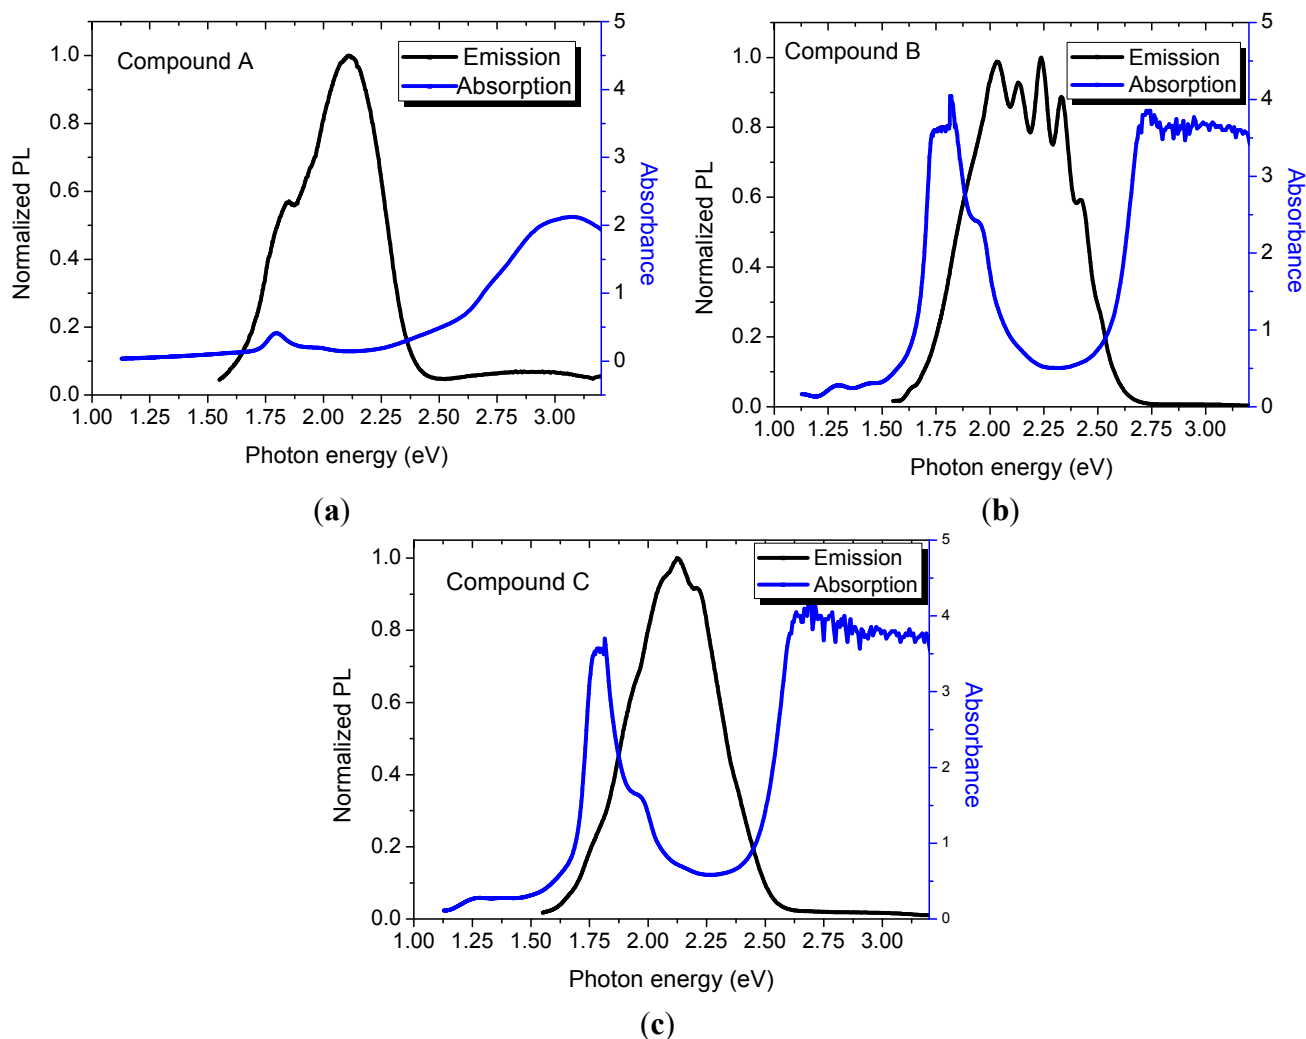 Compound A
Emission
Absorption
1.0
0.8
0.6
0.4
0.2
0.0
Normalized PL
5
4
3
2
1
0
Absorbance
1.00 1.25 1.50 1.75 2.00 2.25 2.50 2.75 3.00
Photon energy (eV)
(a)
Compound B
Emission
Absorption
1.0
0.8
0.6
0.4
0.2
0.0
Normalized PL
5
4
3
2
1
0
Absorbance
1.00 1.25 1.50 1.75 2.00 2.25 2.50 2.75 3.00
Photon energy (eV)
(b)
Compound C
Emission
Absorption
1.0
0.8
0.6
0.4
0.2
0.0
Normalized PL
5
4
3
2
1
0
Absorbance
1.00 1.25 1.50 1.75 2.00 2.25 2.50 2.75 3.00
Photon energy (eV)
(c)